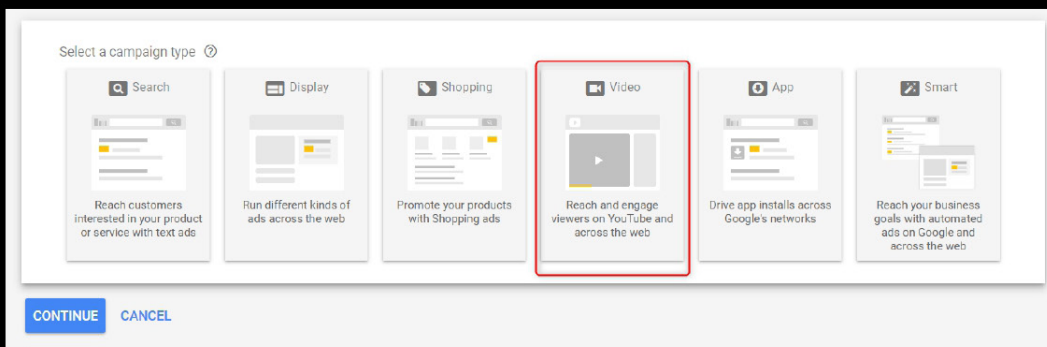 Select a campaign type
Search
Display
Shopping
Video
App
Smart
Reach customers
interested in your product
or service with text ads
Run different kinds of
ads across the web
Promote your products
with Shopping ads
Reach and engage
viewers on YouTube and
across the web
Drive app installs across
Google's networks
Reach your business
goals with automated
ads on Google and
across the web
CONTINUE
CANCEL